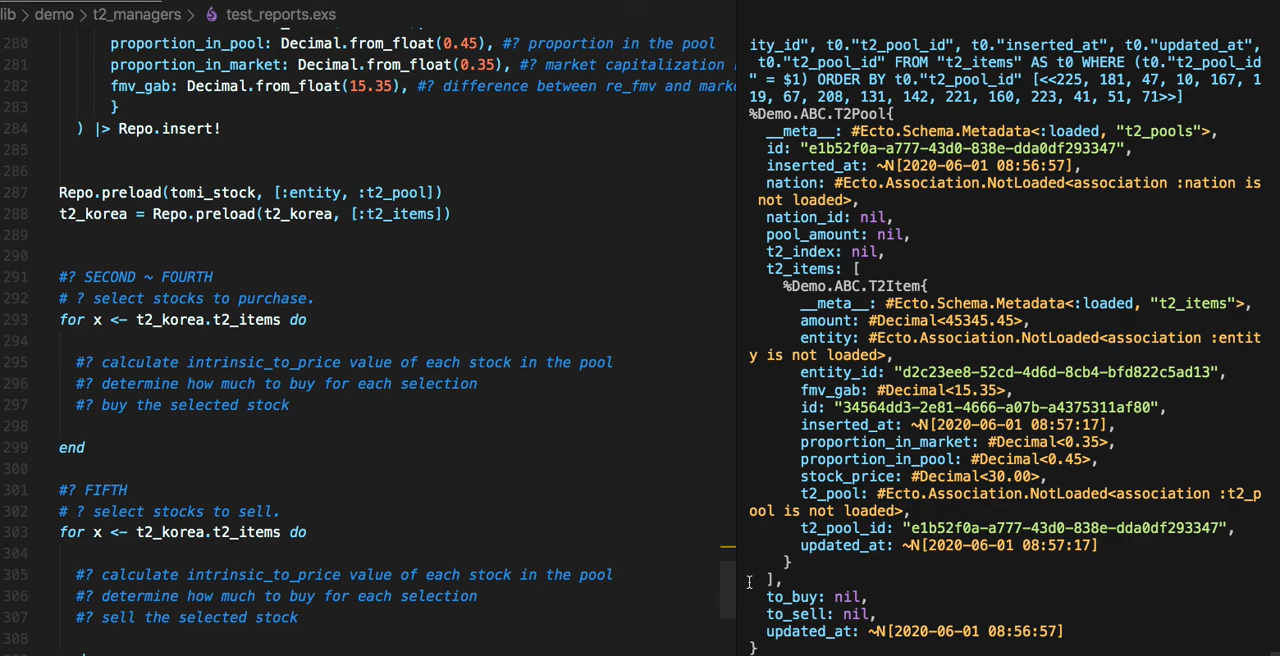 lib > demo > t2_managers > test_reports.exs
280 proportion_in_pool: Decimal.from_float(0.45), #? proportion in the pool
281 proportion_in_market: Decimal.from_float(0.35), #? market capitalization
282 fmv_gab: Decimal.from_float(15.35), #? difference between re_fmv and mark
283 }
284 ) |> Repo.insert!
285
286
287 Repo.preload(tomi_stock, [:entity, :t2_pool])
288 t2_korea = Repo.preload(t2_korea, [:t2_items])
289
290
291 #? SECOND ~ FOURTH
292 # ? select stocks to purchase.
293 for x <- t2_korea.t2_items do
294
295 #? calculate intrinsic_to_price value of each stock in the pool
296 #? determine how much to buy for each selection
297 #? buy the selected stock
298
299 end
300
301 #? FIFTH
302 # ? select stocks to sell.
303 for x <- t2_korea.t2_items do
304
305 #? calculate intrinsic_to_price value of each stock in the pool
306 #? determine how much to buy for each selection
307 #? sell the selected stock
308
ity_id", t0."t2_pool_id", t0."inserted_at", t0."updated_at",
t0."t2_pool_id" FROM "t2_items" AS t0 WHERE (t0."t2_pool_id
" = $1) ORDER BY t0."t2_pool_id" [<<225, 181, 47, 10, 167, 1
19, 67, 208, 131, 142, 221, 160, 223, 41, 51, 71>>]
%Demo.ABC.T2Pool{
__meta__: #Ecto.Schema.Metadata<:loaded, "t2_pools">,
id: "e1b52f0a-a777-43d0-838e-dda0df293347",
inserted_at: ~N[2020-06-01 08:56:57],
nation: #Ecto.Association.NotLoaded<association :nation is
not loaded>,
nation_id: nil,
pool_amount: nil,
t2_index: nil,
t2_items: [
%Demo.ABC.T2Item{
__meta__: #Ecto.Schema.Metadata<:loaded, "t2_items">,
amount: #Decimal<45345.45>,
entity: #Ecto.Association.NotLoaded<association :entit
y is not loaded>,
entity_id: "d2c23ee8-52cd-4d6d-8cb4-bfd822c5ad13",
fmv_gab: #Decimal<15.35>,
id: "34564dd3-2e81-4666-a07b-a4375311af80",
inserted_at: ~N[2020-06-01 08:57:17],
proportion_in_market: #Decimal<0.35>,
proportion_in_pool: #Decimal<0.45>,
stock_price: #Decimal<30.00>,
t2_pool: #Ecto.Association.NotLoaded<association :t2_p
ool is not loaded>,
t2_pool_id: "e1b52f0a-a777-43d0-838e-dda0df293347",
updated_at: ~N[2020-06-01 08:57:17]
}
],
to_buy: nil,
to_sell: nil,
updated_at: ~N[2020-06-01 08:56:57]
}